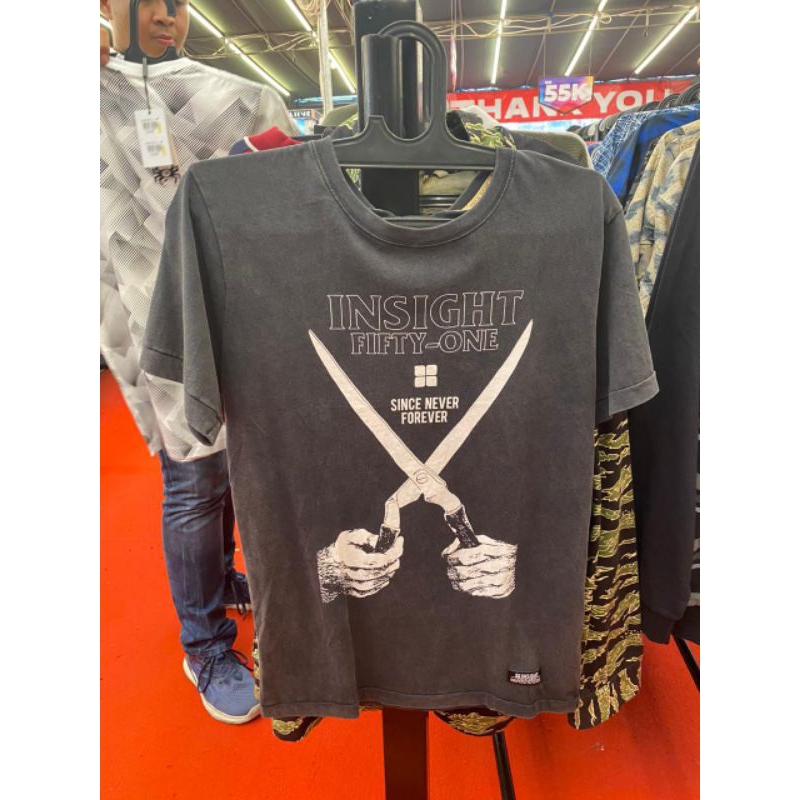 55K
THANK YOU
INSIGHT
FIFTY-ONE
SINCE NEVER
FOREVER